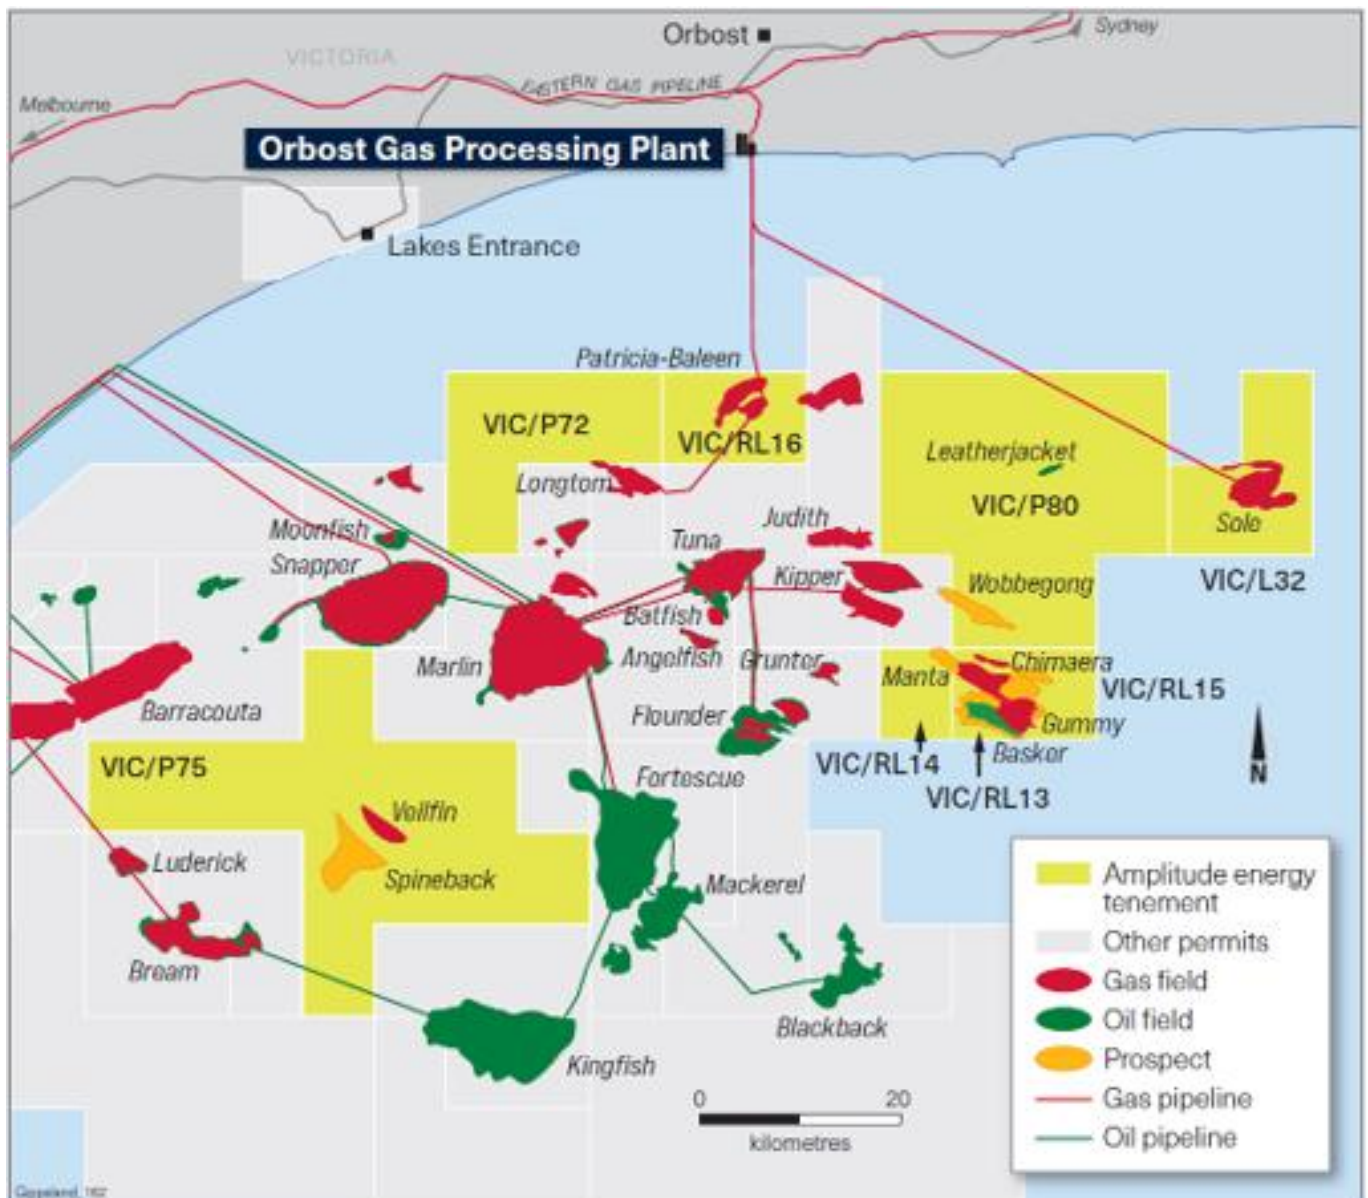 Orbost
Sydney
VICTORIA
EASTERN GAS PIPELINE
Melbourne
Orbost Gas Processing Plant
Lakes Entrance
Patricia-Baleen
VIC/P72
VIC/RL16
Leatherjacket
Longtom
VIC/P80
Moonfish
Judith
Sole
Snapper
Tuna
Kipper
Wobbegong
VIC/L32
Batfish
Marlin
Angelfish
Grunter
Manta
Chimaera
VIC/RL15
Barracouta
Flounder
Gummy
Basker
VIC/P75
Fortescue
VIC/RL14
VIC/RL13
N
Vollfin
Luderick
Spineback
Mackerel
Bream
Blackback
Kingfish
0 20
kilometres
Amplitude energy
tenement
Other permits
Gas field
Oil field
Prospect
Gas pipeline
Oil pipeline
Gippsland 162